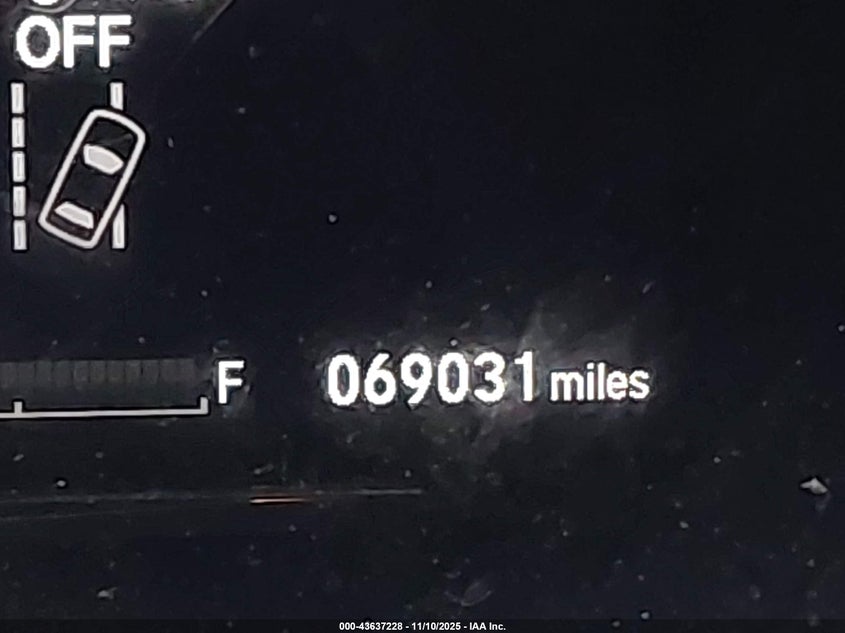 OFF
F
069031 miles
000-43637228 - 11/10/2025 - IAA Inc.